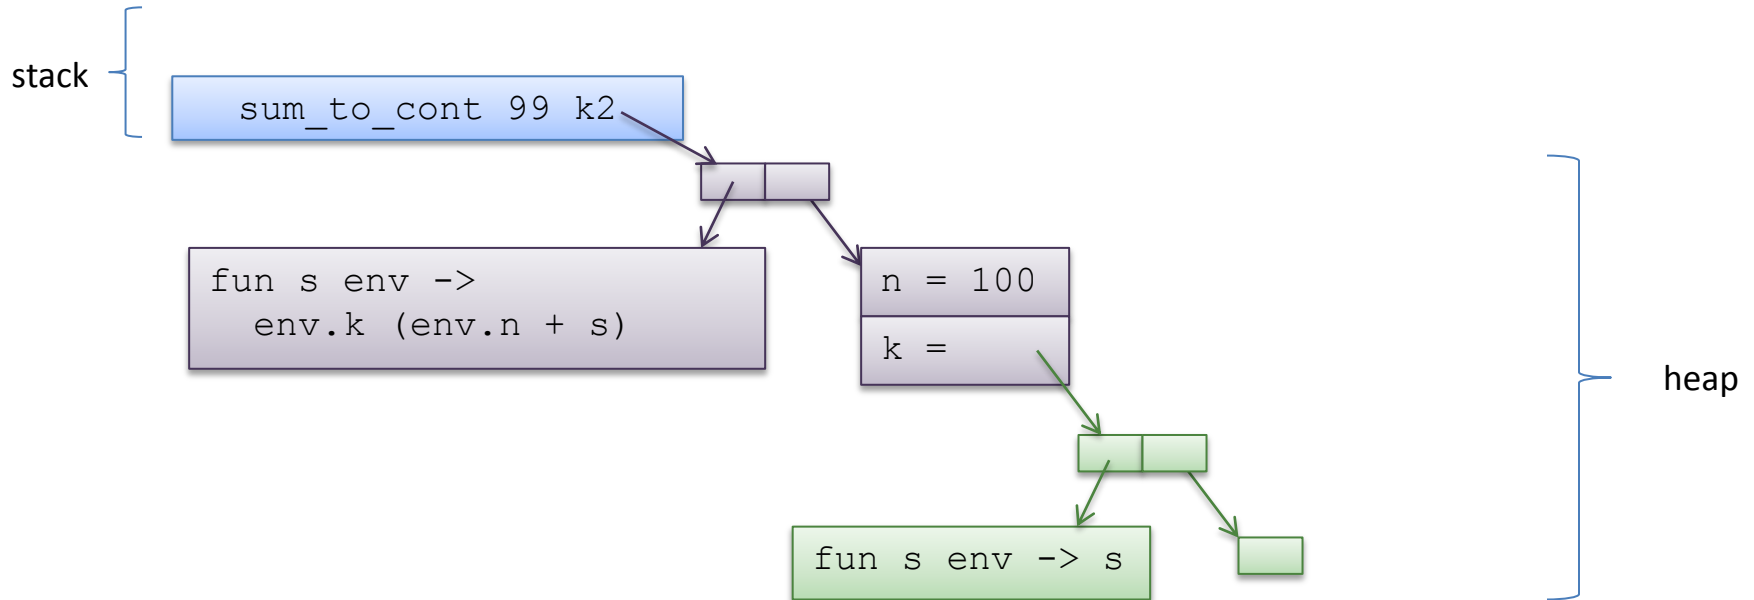 stack
sum_to_cont 99 k2
fun s env ->
env.k (env.n + s)
n = 100
k =
heap
fun s env -> s